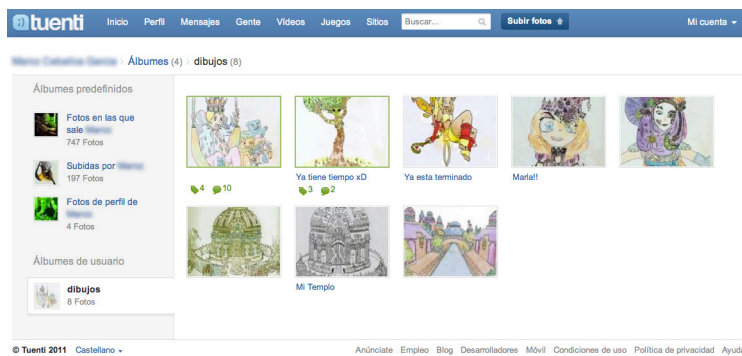 tuenti Inicio Perfil Mensajes Gente Vídeos Juegos Sitios Buscar... Subir fotos Mi cuenta
Álbumes (4) › dibujos (8)
Álbumes predefinidos
Fotos en las que
sale
747 Fotos
Subidas por
197 Fotos
Fotos de perfil de
4 Fotos
Álbumes de usuario
dibujos
8 Fotos
4 10
Ya tiene tiempo xD
3 2
Ya esta terminado
Marla!!
Mi Templo
© Tuenti 2011 Castellano Anúnciate Empleo Blog Desarrolladores Móvil Condiciones de uso Política de privacidad Ayuda